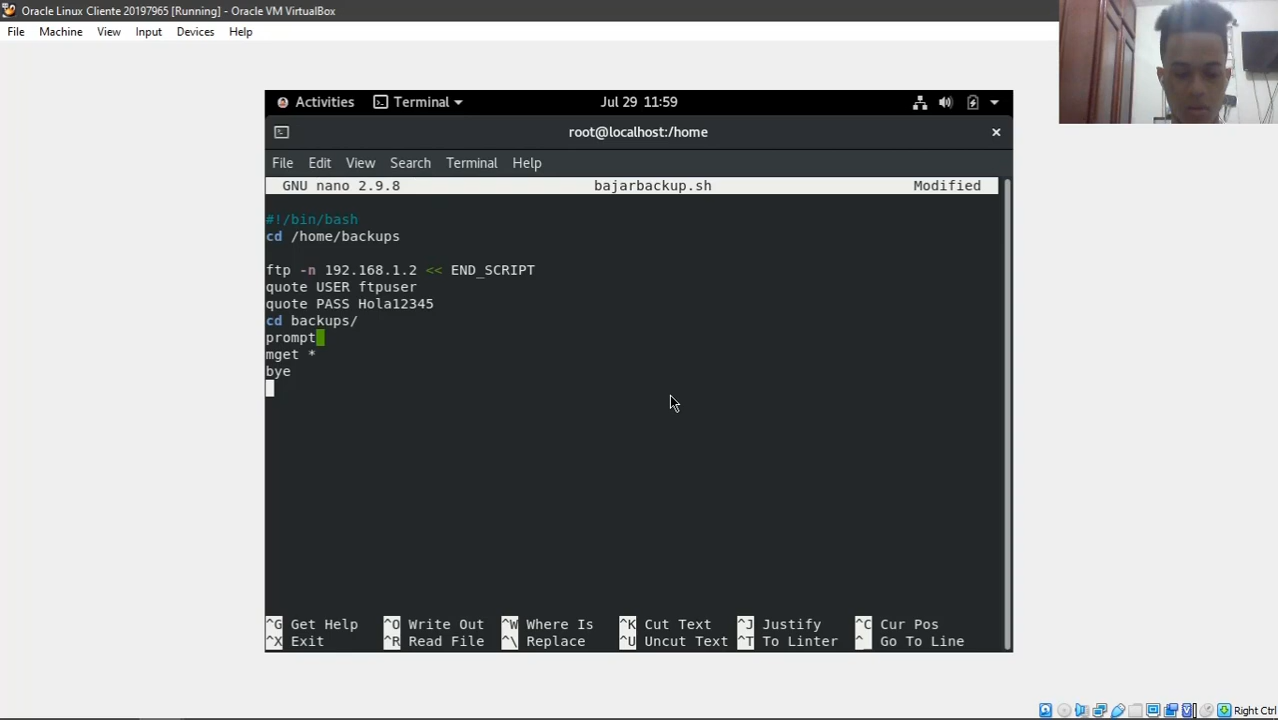 Oracle Linux Cliente 20197965 [Running] - Oracle VM VirtualBox
File Machine View Input Devices Help
Activities Terminal Jul 29 11:59
root@localhost:/home
File Edit View Search Terminal Help
GNU nano 2.9.8 bajarbackup.sh Modified
#!/bin/bash
cd /home/backups
ftp -n 192.168.1.2 << END_SCRIPT
quote USER ftpuser
quote PASS Hola12345
cd backups/
prompt
mget *
bye
^G Get Help ^O Write Out ^W Where Is ^K Cut Text ^J Justify ^C Cur Pos
^X Exit ^R Read File ^\ Replace ^U Uncut Text ^T To Linter ^_ Go To Line
Right Ctrl